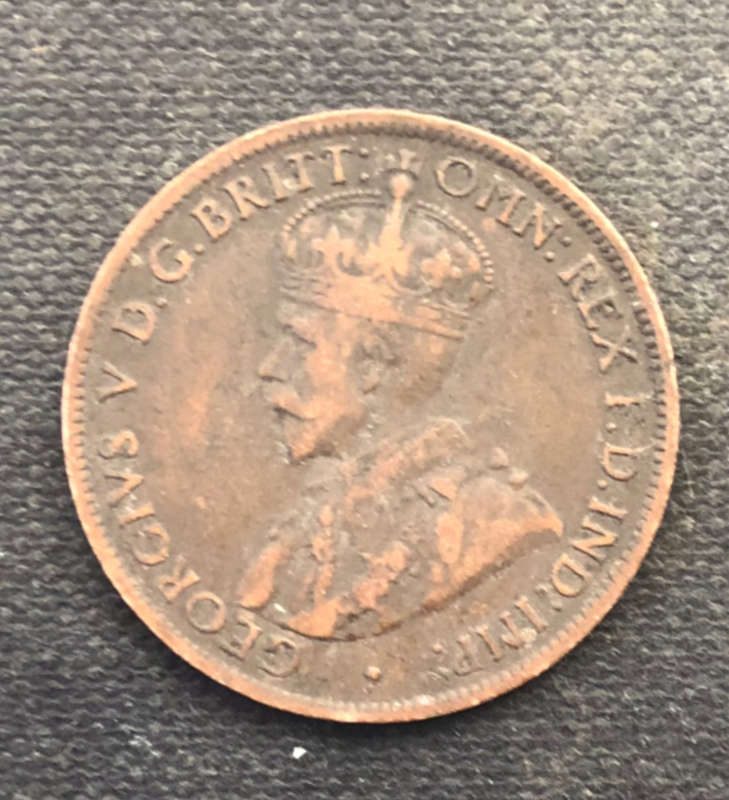 GEORGIVS V D.G.BRITT: OMN: REX F.D.IND:IMP: